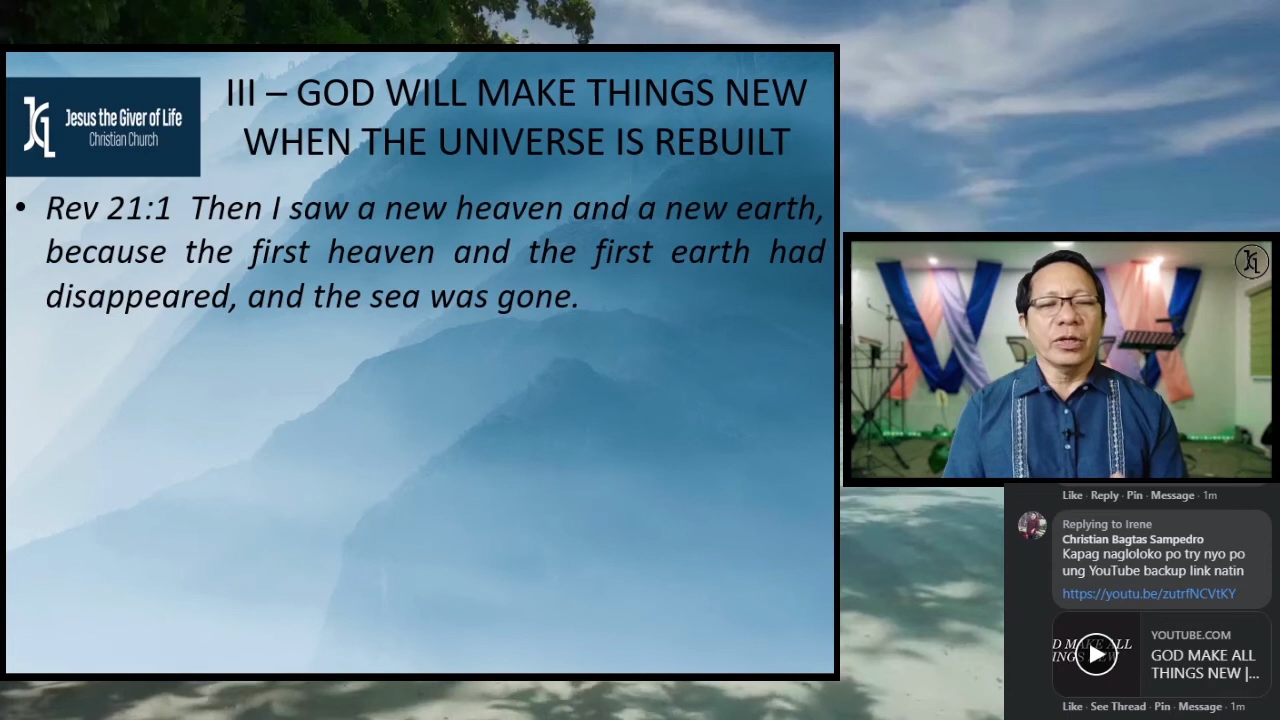 Jesus the Giver of Life
Christian Church
III – GOD WILL MAKE THINGS NEW
WHEN THE UNIVERSE IS REBUILT
• Rev 21:1 Then I saw a new heaven and a new earth,
because the first heaven and the first earth had
disappeared, and the sea was gone.
Like · Reply · Pin · Message · 1m
Replying to Irene
Christian Bagtas Sampedro
Kapag nagloloko po try nyo po
ung YouTube backup link natin
https://youtu.be/zutrfNCVtKY
D MAKE ALL
INGS NEW
YOUTUBE.COM
GOD MAKE ALL
THINGS NEW |...
Like · See Thread · Pin · Message · 1m